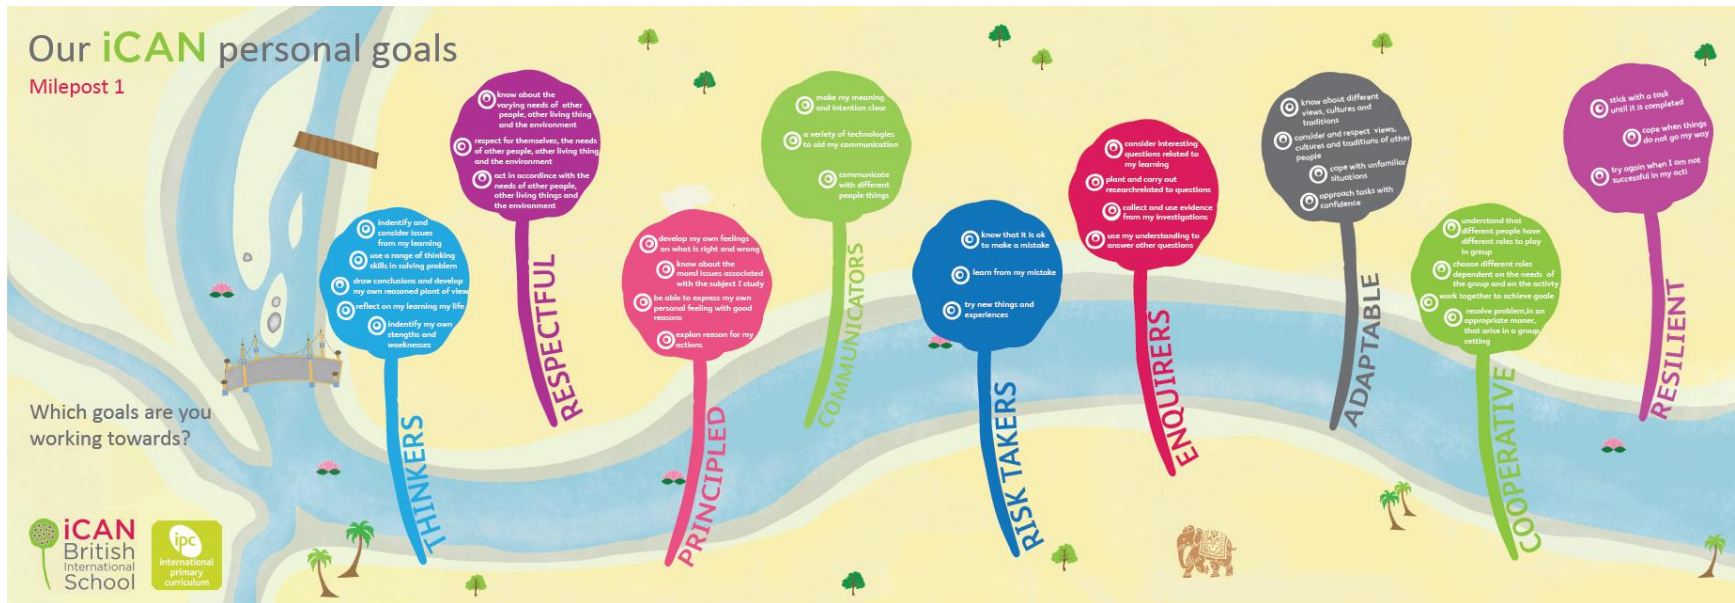 Our iCAN personal goals
Milepost 1
know about the
varying needs of other
people, other living thing
and the environment
respect for themselves, the needs
of other people, other living thing
and the environment
act in accordince with the
needs of other people,
other living things and
the environment
RESPECTFUL
make my meaning
and intention clear
a veriety of technologies
to aid my communication
communicate
with different
people things
COMMUNICATORS
consider interesting
questions related to
my learning
plant and carry out
researchrelated to questions
collect and use evidence
from my investigations
use my understanding to
answer other questions
ENQUIRERS
know about different
views, cultures and
traditions
consider and respect views,
cultures and traditions of other
people
cope with unfamiliar
situations
approach tasks with
confidence
ADAPTABLE
stick with a task
until it is completed
cope when things
do not go my way
try again when I am not
successful in my acti
RESILIENT
indentify and
consider issues
from my learning
use a range of thinking
skills in solving problem
draw conclusions and develop
my own reasoned plont of view
reflect on my learning my life
indentify my own
stengths and
waeknesses
THINKERS
develop my own feelings
on what is right and wrong
know about the
moral issues associated
with the subject I study
be able to express my own
personal feeling with good
reasons
explan reason for my
actions
PRINCIPLED
know that it is ok
to make a mistake
learn from my mistake
try new things and
experiences
RISK TAKERS
understand that
different people have
different roles to play
in group
choose different roles
dependent on the needs of
the group and on the activty
work together to achieve goale
resolve problem,in an
appropriate maner,
that arise in a group
setting
COOPERATIVE
Which goals are you
working towards?
iCAN
British
International
School
ipc
international
primary
curriculum